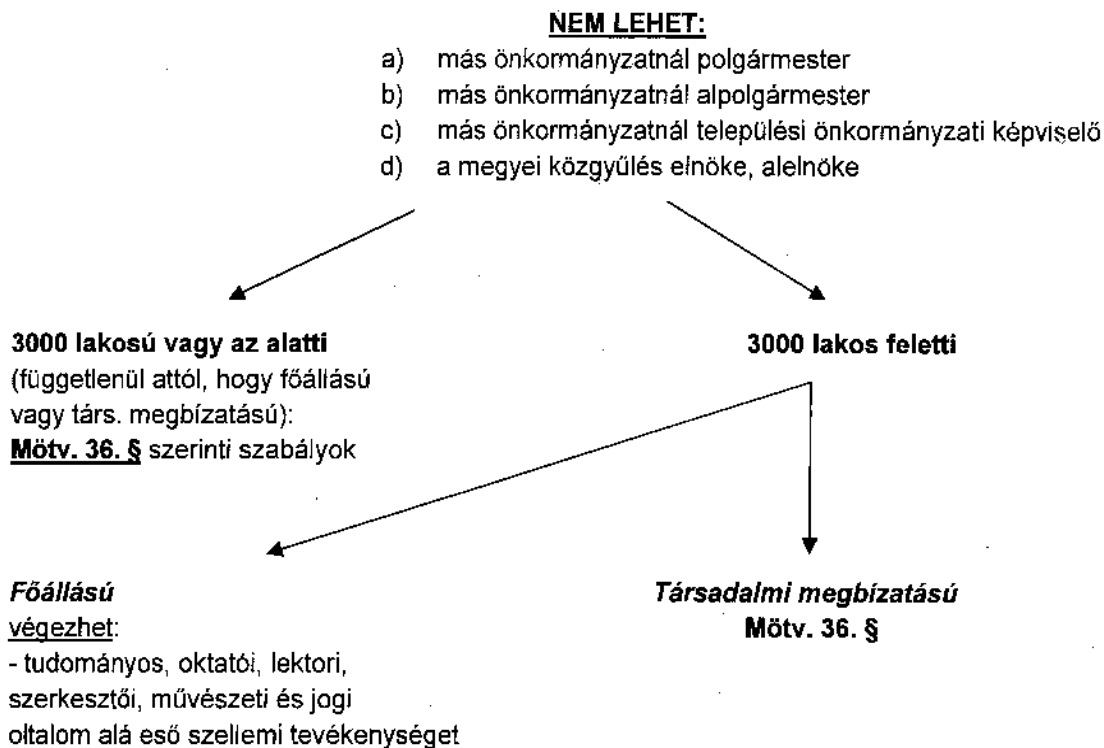 NEM LEHET:
a) más önkormányzatnál polgármester
b) más önkormányzatnál alpolgármester
c) más önkormányzatnál települési önkormányzati képviselő
d) a megyei közgyűlés elnöke, alelnöke
3000 lakosú vagy az alatti
(függetlenül attól, hogy főállású
vagy társ. megbízatású):
Mötv. 36. § szerinti szabályok
3000 lakos feletti
Főállású
végezhet:
- tudományos, oktatói, lektori,
szerkesztői, művészeti és jogi
oltalom alá eső szellemi tevékenységet
Társadalmi megbízatású
Mötv. 36. §